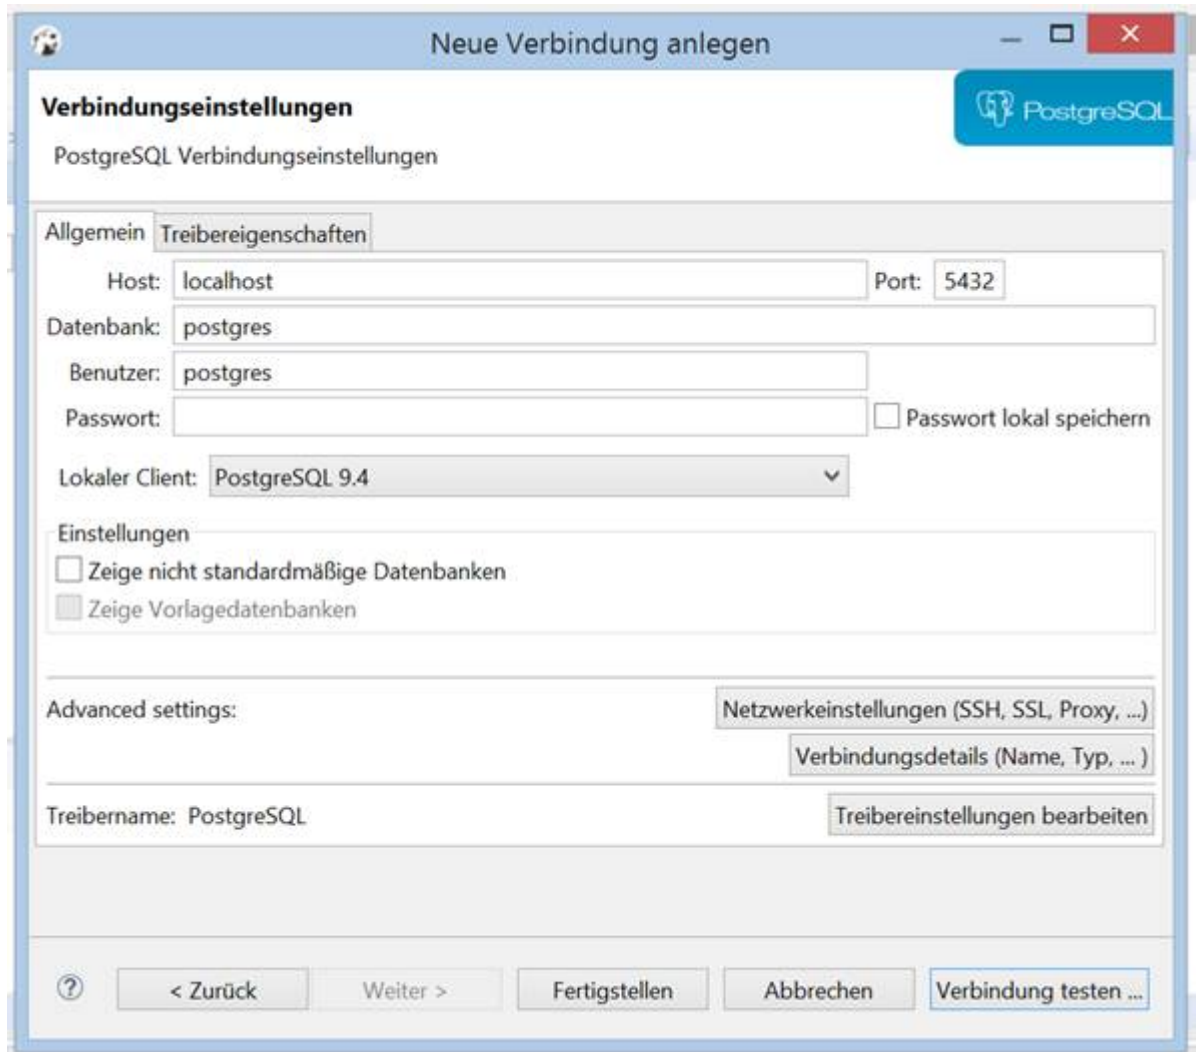 Neue Verbindung anlegen
Verbindungseinstellungen
PostgreSQL
PostgreSQL Verbindungseinstellungen
Allgemein Treibereigenschaften
Host: localhost Port: 5432
Datenbank: postgres
Benutzer: postgres
Passwort: Passwort lokal speichern
Lokaler Client: PostgreSQL 9.4
Einstellungen
Zeige nicht standardmäßige Datenbanken
Zeige Vorlagedatenbanken
Advanced settings: Netzwerkeinstellungen (SSH, SSL, Proxy, ...)
Verbindungsdetails (Name, Typ, ... )
Treibername: PostgreSQL Treibereinstellungen bearbeiten
? < Zurück Weiter > Fertigstellen Abbrechen Verbindung testen ...